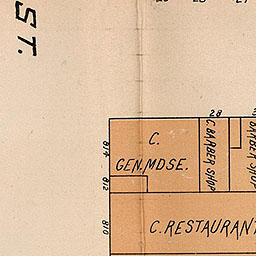 ST.
28
C.
GEN. MDSE.
C. BARBER SHOP
BARBER SHOP
814
812
810
C. RESTAURANT